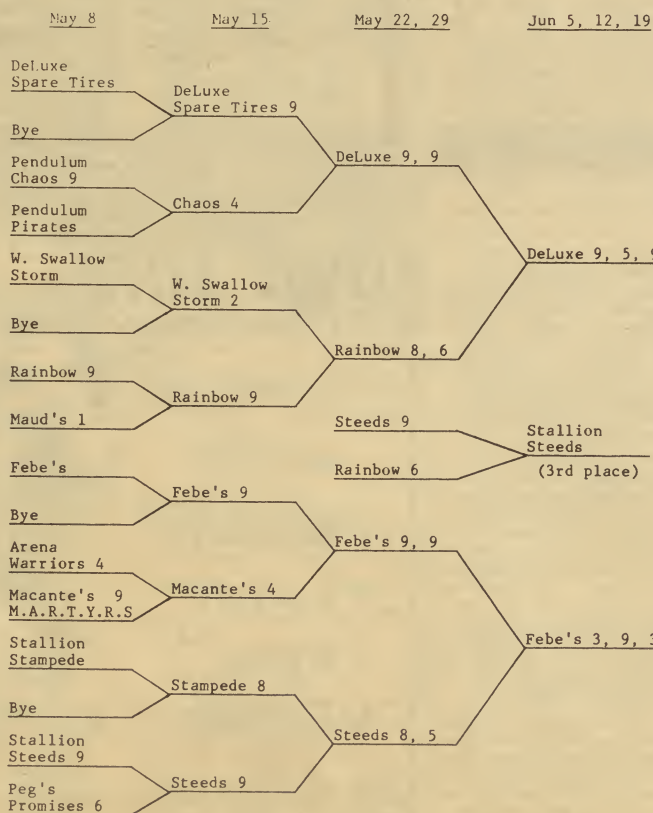 May 8
May 15
May 22, 29
Jun 5, 12, 19
DeLuxe
Spare Tires
Bye
Pendulum
Chaos 9
Pendulum
Pirates
W. Swallow
Storm
Bye
Rainbow 9
Maud's 1
Febe's
Bye
Arena
Warriors 4
Macante's 9
M.A.R.T.Y.R.S
Stallion
Stampede
Bye
Stallion
Steeds 9
Peg's
Promises 6
DeLuxe
Spare Tires 9
Chaos 4
W. Swallow
Storm 2
Rainbow 9
Febe's 9
Macante's 4
Stampede 8
Steeds 9
DeLuxe 9, 9
Rainbow 8, 6
Steeds 9
Rainbow 6
Febe's 9, 9
Steeds 8, 5
DeLuxe 9, 5, 9
Stallion
Steeds
(3rd place)
Febe's 3, 9, 3